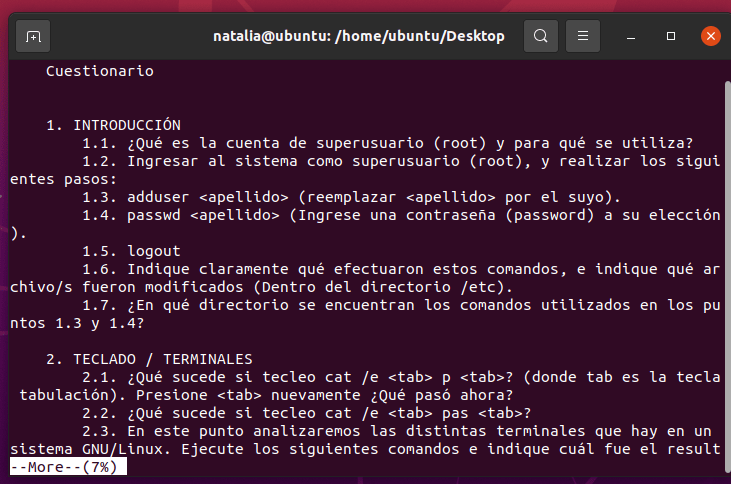 natalia@ubuntu: /home/ubuntu/Desktop
Cuestionario
1. INTRODUCCIÓN
1.1. ¿Qué es la cuenta de superusuario (root) y para qué se utiliza?
1.2. Ingresar al sistema como superusuario (root), y realizar los sigui
entes pasos:
1.3. adduser <apellido> (reemplazar <apellido> por el suyo).
1.4. passwd <apellido> (Ingrese una contraseña (password) a su elección
).
1.5. logout
1.6. Indique claramente qué efectuaron estos comandos, e indique qué ar
chivo/s fueron modificados (Dentro del directorio /etc).
1.7. ¿En qué directorio se encuentran los comandos utilizados en los pu
ntos 1.3 y 1.4?
2. TECLADO / TERMINALES
2.1. ¿Qué sucede si tecleo cat /e <tab> p <tab>? (donde tab es la tecla
tabulación). Presione <tab> nuevamente ¿Qué pasó ahora?
2.2. ¿Qué sucede si tecleo cat /e <tab> pas <tab>?
2.3. En este punto analizaremos las distintas terminales que hay en un
sistema GNU/Linux. Ejecute los siguientes comandos e indique cuál fue el result
--More--(7%)